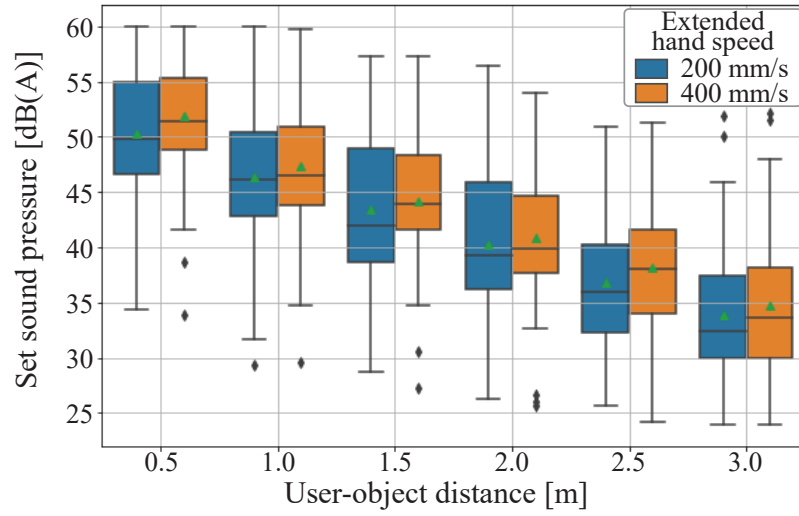 Set sound pressure [dB(A)]
60
55
50
45
40
35
30
25
Extended
hand speed
200 mm/s
400 mm/s
0.5
1.0
1.5
2.0
2.5
3.0
User-object distance [m]